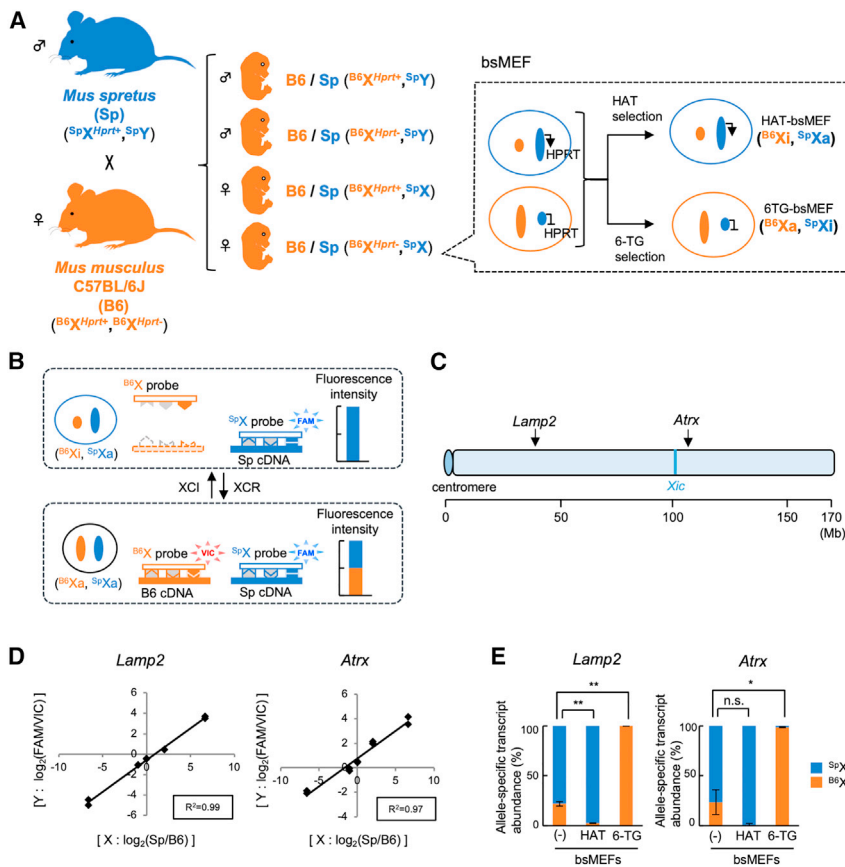 A
♂
Mus spretus
(Sp)
(SpXHprt+,SpY)
X
♀
Mus musculus
C57BL/6J
(B6)
(B6XHprt+,B6XHprt-)
♂ B6 / Sp (B6XHprt+,SpY)
♂ B6 / Sp (B6XHprt-,SpY)
♀ B6 / Sp (B6XHprt+,SpX)
♀ B6 / Sp (B6XHprt-,SpX)
bsMEF
HPRT
HPRT
HAT
selection
6-TG
selection
HAT-bsMEF
(B6Xi, SpXa)
6TG-bsMEF
(B6Xa, SpXi)
B
B6X probe
(B6Xi, SpXa)
SpX probe
FAM
Sp cDNA
Fluorescence
intensity
XCI
XCR
(B6Xa, SpXa)
B6X probe
VIC
B6 cDNA
SpX probe
FAM
Sp cDNA
Fluorescence
intensity
C
Lamp2
Atrx
centromere
Xic
0 50 100 150 170
(Mb)
D
Lamp2
[ Y : log2(FAM/VIC) ]
6
4
2
0
-2
-4
-6
-10 -5 0 5 10
R2=0.99
[ X : log2(Sp/B6) ]
Atrx
[ Y : log2(FAM/VIC) ]
6
4
2
0
-2
-4
-10 -5 0 5 10
R2=0.97
[ X : log2(Sp/B6) ]
E
Lamp2
**
**
Allele-specific transcript
abundance (%)
100
50
0
(-) HAT 6-TG
bsMEFs
Atrx
*
n.s.
Allele-specific transcript
abundance (%)
100
50
0
(-) HAT 6-TG
bsMEFs
SpX
B6X